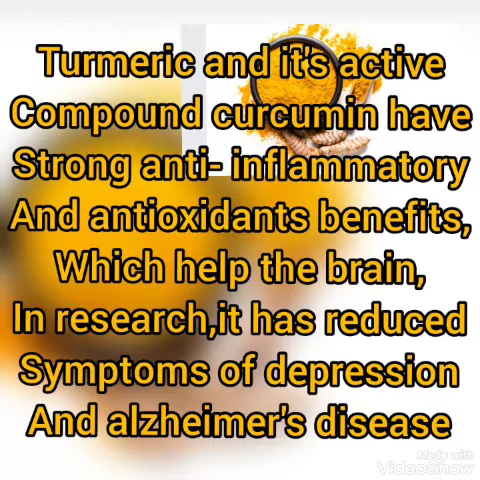 Turmeric and it's active
Compound curcumin have
Strong anti- inflammatory
And antioxidants benefits,
Which help the brain,
In research,it has reduced
Symptoms of depression
And alzheimer's disease
Made with
VideoShow